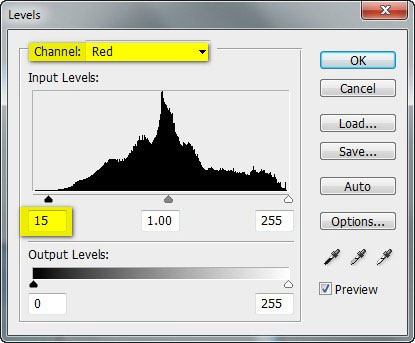 Levels
Channel: Red
OK
Input Levels:
Cancel
Load...
Save...
Auto
15 1.00 255
Options...
Output Levels:
0 255
Preview